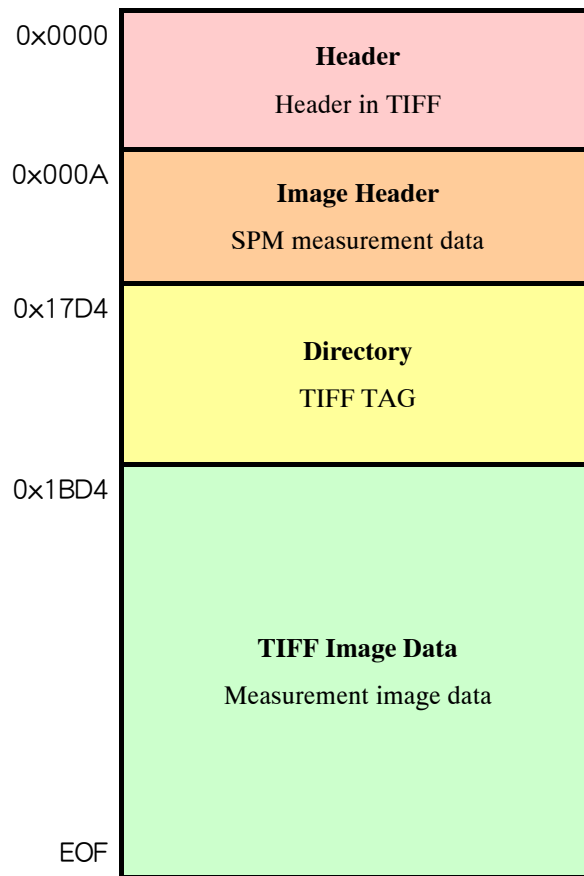 0x0000
Header
Header in TIFF
0x000A
Image Header
SPM measurement data
0x17D4
Directory
TIFF TAG
0x1BD4
TIFF Image Data
Measurement image data
EOF